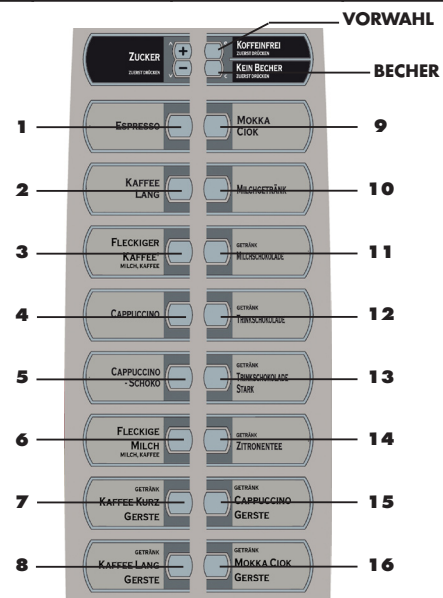 VORWAHL
ZUCKER
ZUERST DRÜCKEN
+
−
KOFFEINFREI
ZUERST DRÜCKEN
KEIN BECHER
ZUERST DRÜCKEN
BECHER
1
ESPRESSO
MOKKA
CIOK
9
2
KAFFEE
LANG
MILCHGETRÄNK
10
3
FLECKIGER
KAFFEE
MILCH, KAFFEE
GETRÄNK
MILCHSCHOKOLADE
11
4
CAPPUCCINO
GETRÄNK
TRINKSCHOKOLADE
12
5
CAPPUCCINO
- SCHOKO
GETRÄNK
TRINKSCHOKOLADE
STARK
13
6
FLECKIGE
MILCH
MILCH, KAFFEE
GETRÄNK
ZITRONENTEE
14
7
GETRÄNK
KAFFEE KURZ
GERSTE
GETRÄNK
CAPPUCCINO
GERSTE
15
8
GETRÄNK
KAFFEE LANG
GERSTE
GETRÄNK
MOKKA CIOK
GERSTE
16